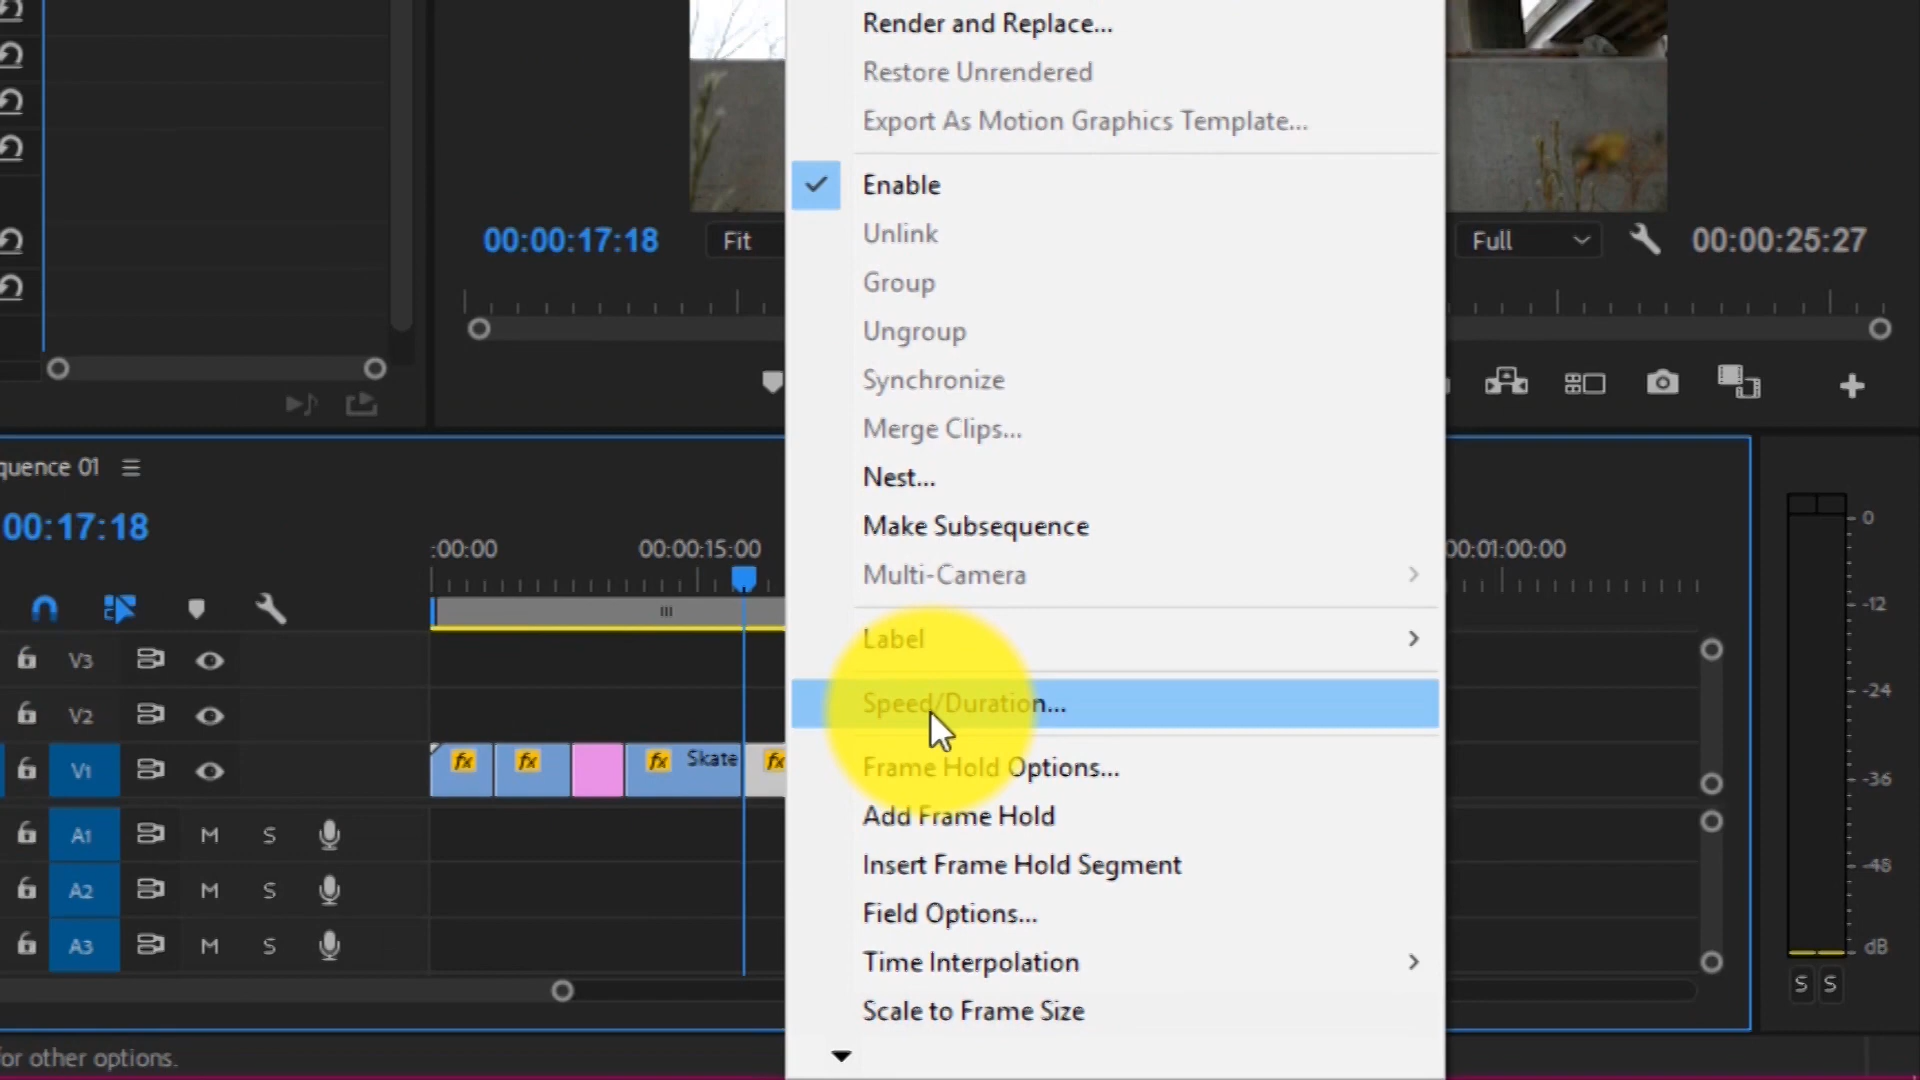 Render and Replace...
Restore Unrendered
Export As Motion Graphics Template...
Enable
Unlink
Group
Ungroup
Synchronize
Merge Clips...
Nest...
Make Subsequence
Multi-Camera
Label
Speed/Duration...
Frame Hold Options...
Add Frame Hold
Insert Frame Hold Segment
Field Options...
Time Interpolation
Scale to Frame Size
00:00:17:18 Fit
Full 00:00:25:27
quence 01
00:17:18
:00:00 00:00:15:00 00:01:00:00
V3
V2
V1 fx fx fx Skate fx
A1 M S
A2 M S
A3 M S
0
-12
-24
-36
-48
dB
S S
for other options.